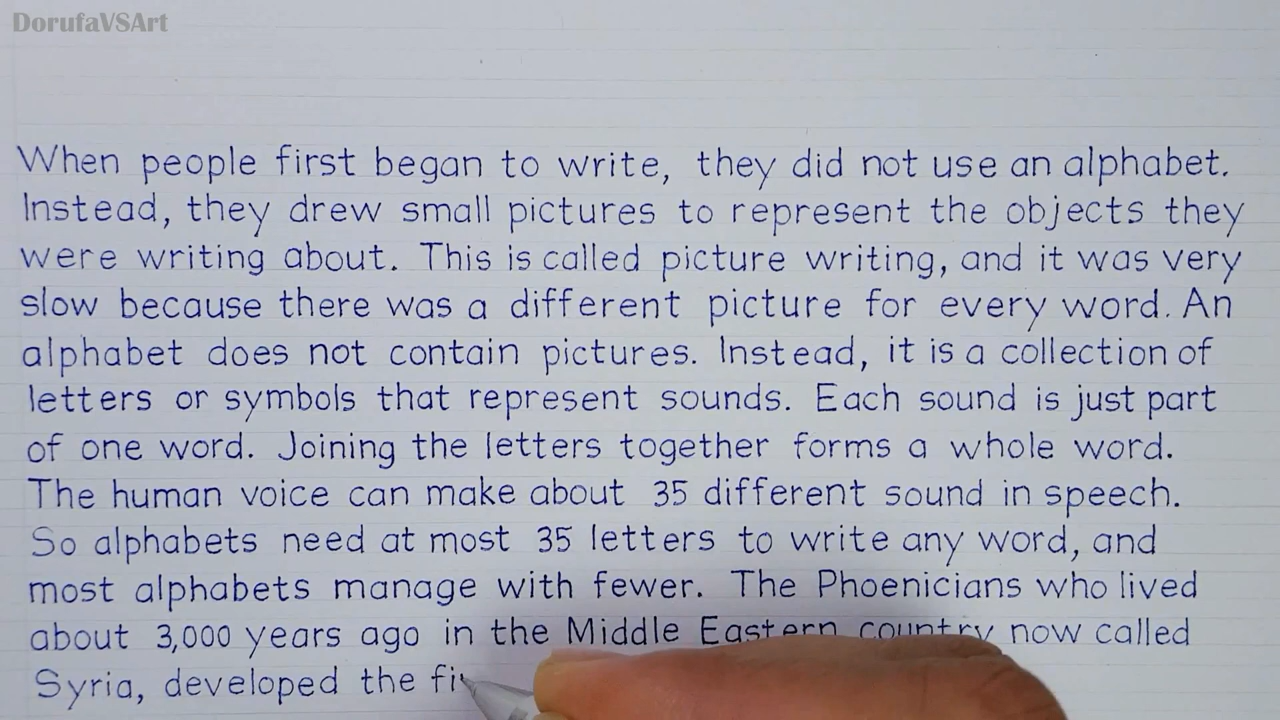 DorufaVSArt
When people first began to write, they did not use an alphabet.
Instead, they drew small pictures to represent the objects they
were writing about. This is called picture writing, and it was very
slow because there was a different picture for every word. An
alphabet does not contain pictures. Instead, it is a collection of
letters or symbols that represent sounds. Each sound is just part
of one word. Joining the letters together forms a whole word.
The human voice can make about 35 different sound in speech.
So alphabets need at most 35 letters to write any word, and
most alphabets manage with fewer. The Phoenicians who lived
about 3,000 years ago in the Middle Eastern country now called
Syria, developed the fi